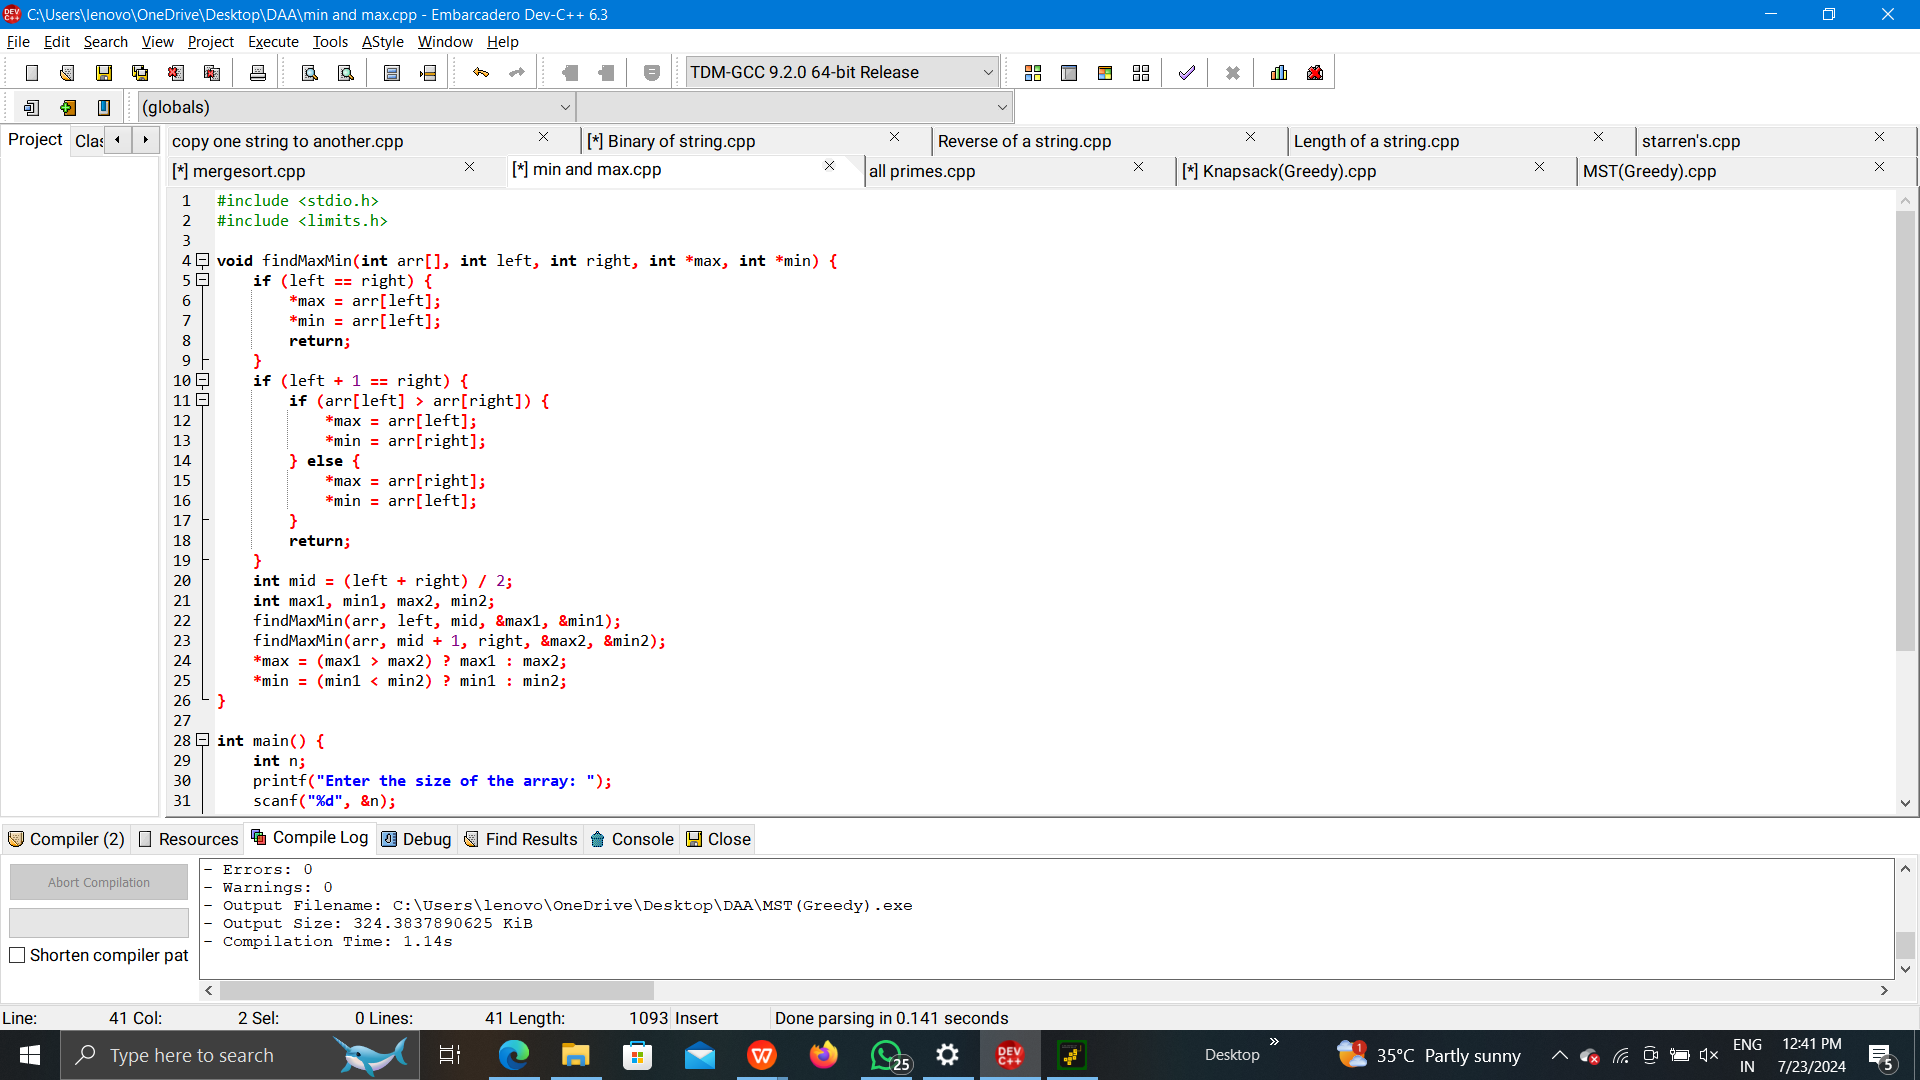 C:\Users\lenovo\OneDrive\Desktop\DAA\min and max.cpp - Embarcadero Dev-C++ 6.3
File Edit Search View Project Execute Tools AStyle Window Help
TDM-GCC 9.2.0 64-bit Release
(globals)
Project Clas
copy one string to another.cpp [*] Binary of string.cpp Reverse of a string.cpp Length of a string.cpp starren's.cpp
[*] mergesort.cpp [*] min and max.cpp all primes.cpp [*] Knapsack(Greedy).cpp MST(Greedy).cpp
1 #include <stdio.h>
2 #include <limits.h>
3
4 void findMaxMin(int arr[], int left, int right, int *max, int *min) {
5 if (left == right) {
6 *max = arr[left];
7 *min = arr[left];
8 return;
9 }
10 if (left + 1 == right) {
11 if (arr[left] > arr[right]) {
12 *max = arr[left];
13 *min = arr[right];
14 } else {
15 *max = arr[right];
16 *min = arr[left];
17 }
18 return;
19 }
20 int mid = (left + right) / 2;
21 int max1, min1, max2, min2;
22 findMaxMin(arr, left, mid, &max1, &min1);
23 findMaxMin(arr, mid + 1, right, &max2, &min2);
24 *max = (max1 > max2) ? max1 : max2;
25 *min = (min1 < min2) ? min1 : min2;
26 }
27
28 int main() {
29 int n;
30 printf("Enter the size of the array: ");
31 scanf("%d", &n);
Compiler (2) Resources Compile Log Debug Find Results Console Close
Abort Compilation
Shorten compiler pat
- Errors: 0
- Warnings: 0
- Output Filename: C:\Users\lenovo\OneDrive\Desktop\DAA\MST(Greedy).exe
- Output Size: 324.3837890625 KiB
- Compilation Time: 1.14s
Line: 41 Col: 2 Sel: 0 Lines: 41 Length: 1093 Insert Done parsing in 0.141 seconds
Type here to search
25
DEV C++
Desktop
1
35°C Partly sunny
ENG
IN
12:41 PM
7/23/2024
5